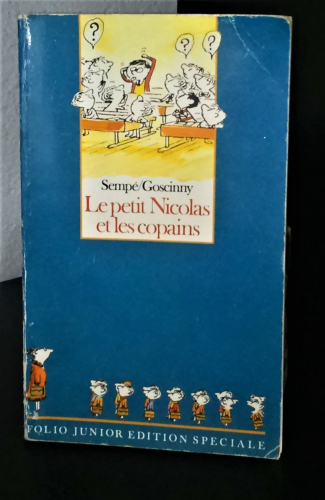 ?
?
Sempé/Goscinny
Le petit Nicolas
et les copains
FOLIO JUNIOR EDITION SPECIALE